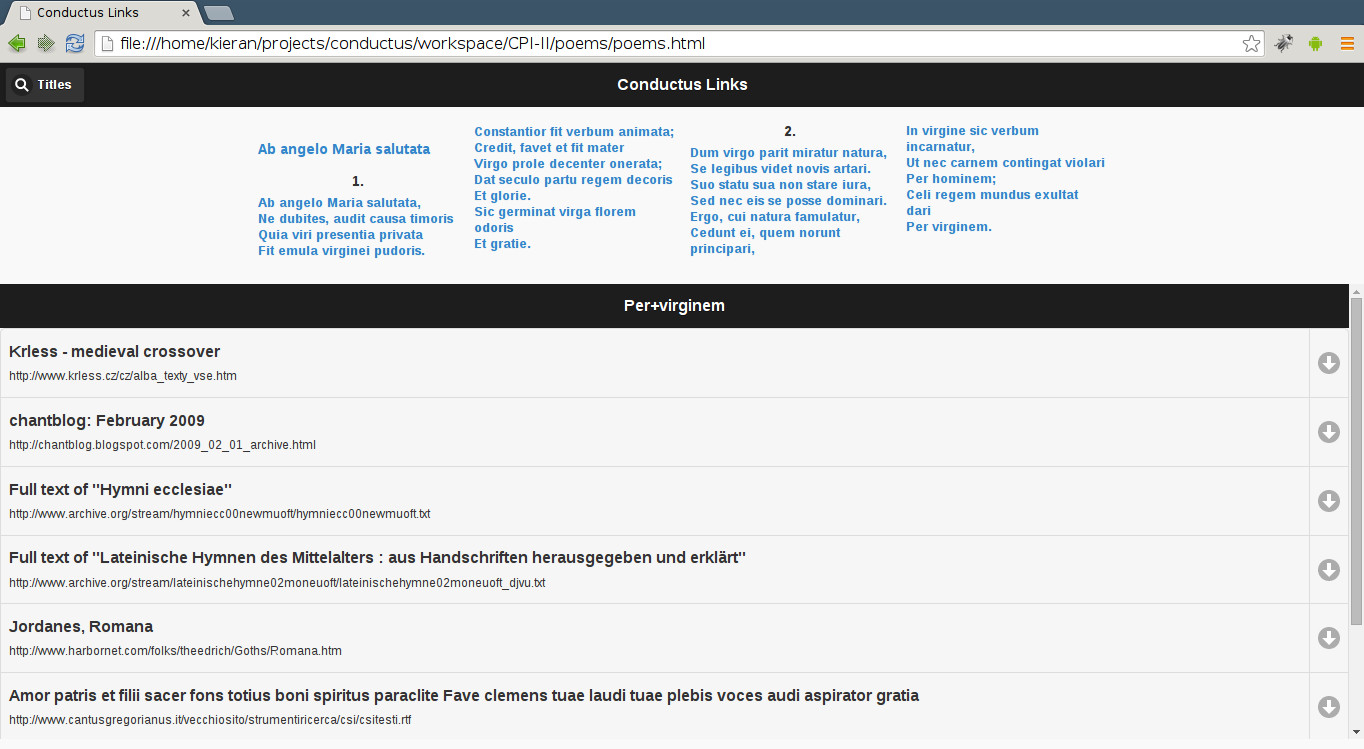 Conductus Links
file:///home/kieran/projects/conductus/workspace/CPI-II/poems/poems.html
Titles
Conductus Links
Ab angelo Maria salutata
1.
Ab angelo Maria salutata,
Ne dubites, audit causa timoris
Quia viri presentia privata
Fit emula virginei pudoris.
Constantior fit verbum animata;
Credit, favet et fit mater
Virgo prole decenter onerata;
Dat seculo partu regem decoris
Et glorie.
Sic germinat virga florem
odoris
Et gratie.
2.
Dum virgo parit miratur natura,
Se legibus videt novis artari.
Suo statu sua non stare iura,
Sed nec eis se posse dominari.
Ergo, cui natura famulatur,
Cedunt ei, quem norunt
principari,
In virgine sic verbum
incarnatur,
Ut nec carnem contingat violari
Per hominem;
Celi regem mundus exultat
dari
Per virginem.
Per+virginem
Krless - medieval crossover
http://www.krless.cz/cz/alba_texty_vse.htm
chantblog: February 2009
http://chantblog.blogspot.com/2009_02_01_archive.html
Full text of "Hymni ecclesiae"
http://www.archive.org/stream/hymniecc00newmuoft/hymniecc00newmuoft.txt
Full text of "Lateinische Hymnen des Mittelalters : aus Handschriften herausgegeben und erklärt"
http://www.archive.org/stream/lateinischehymne02moneuoft/lateinischehymne02moneuoft_djvu.txt
Jordanes, Romana
http://www.harbornet.com/folks/theedrich/Goths/Romana.htm
Amor patris et filii sacer fons totius boni spiritus paraclite Fave clemens tuae laudi tuae plebis voces audi aspirator gratia
http://www.cantusgregorianus.it/vecchiosito/strumentiricerca/csi/csitesti.rtf